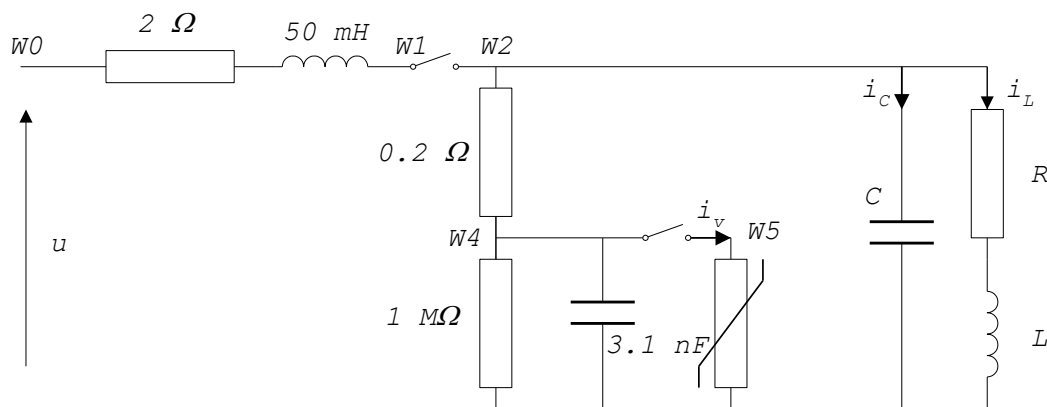 2 Ω
50 mH
W0
W1
W2
i_C
i_L
0.2 Ω
R
C
u
i_v
W4
W5
1 MΩ
3.1 nF
L